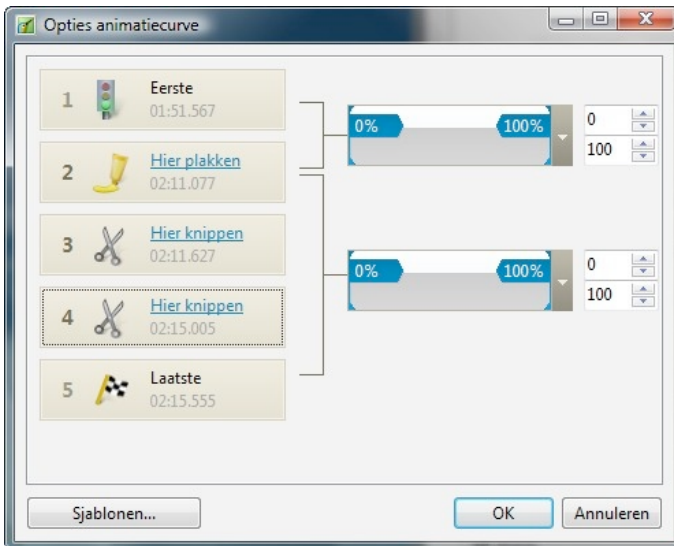 Opties animatiecurve
1
Eerste
01:51.567
2
Hier plakken
02:11.077
3
Hier knippen
02:11.627
4
Hier knippen
02:15.005
5
Laatste
02:15.555
0% 100%
0
100
0% 100%
0
100
Sjablonen...
OK
Annuleren